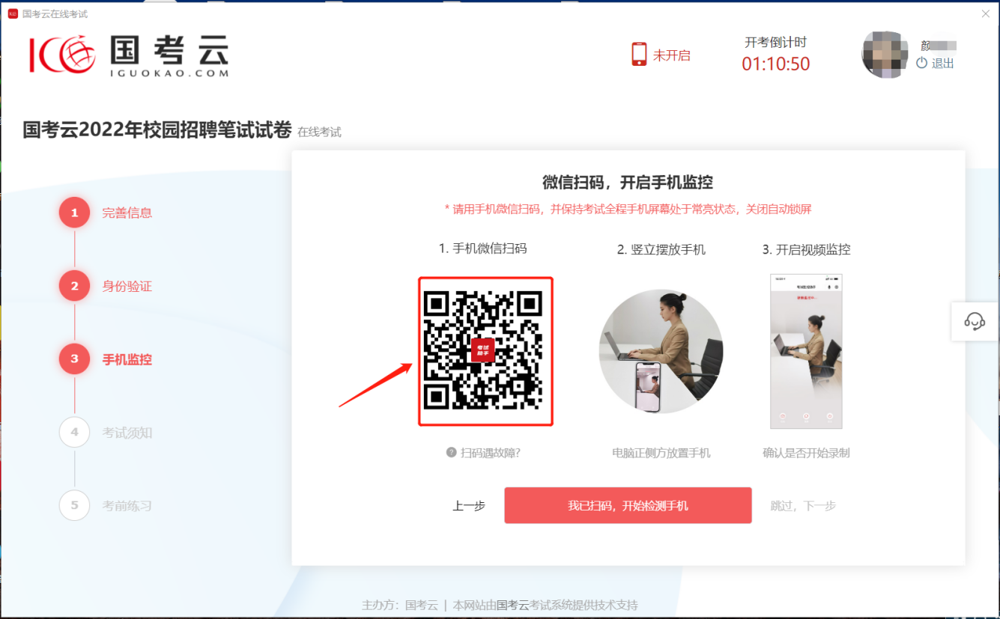 国考云在线考试
国考云
IGUOKAO.COM
未开启
开考倒计时
01:10:50
颜
退出
国考云2022年校园招聘笔试试卷 在线考试
1 完善信息
2 身份验证
3 手机监控
4 考试须知
5 考前练习
微信扫码，开启手机监控
* 请用手机微信扫码，并保持考试全程手机屏幕处于常亮状态，关闭自动锁屏
1. 手机微信扫码
2. 竖立摆放手机
3. 开启视频监控
考试
助手
? 扫码遇故障?
电脑正侧方放置手机
确认是否开始录制
上一步
我已扫码，开始检测手机
跳过，下一步
主办方：国考云 | 本网站由国考云考试系统提供技术支持